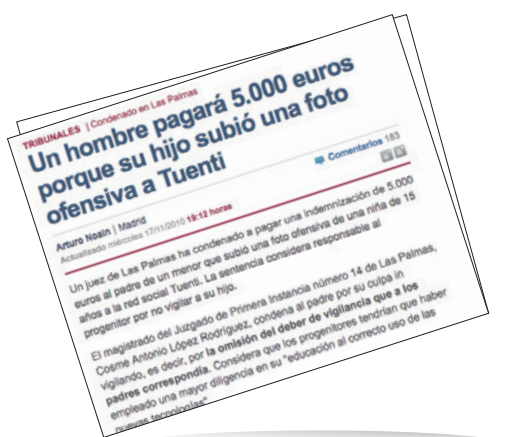 TRIBUNALES | Condenado en Las Palmas
Un hombre pagará 5.000 euros
porque su hijo subió una foto
ofensiva a Tuenti
Comentarios 183
Arturo Noain | Madrid
Actualizado miércoles 17/11/2010 19:12 horas
Un juez de Las Palmas ha condenado a pagar una indemnización de 5.000
euros al padre de un menor que subió una foto ofensiva de una niña de 15
años a la red social Tuenti. La sentencia considera responsable al
progenitor por no vigilar a su hijo.
El magistrado del Juzgado de Primera Instancia número 14 de Las Palmas,
Cosme Antonio López Rodríguez, condena al padre por su culpa in
vigilando, es decir, por la omisión del deber de vigilancia que a los
padres correspondía. Considera que los progenitores tendrían que haber
empleado una mayor diligencia en su "educación al correcto uso de las
nuevas tecnologías"